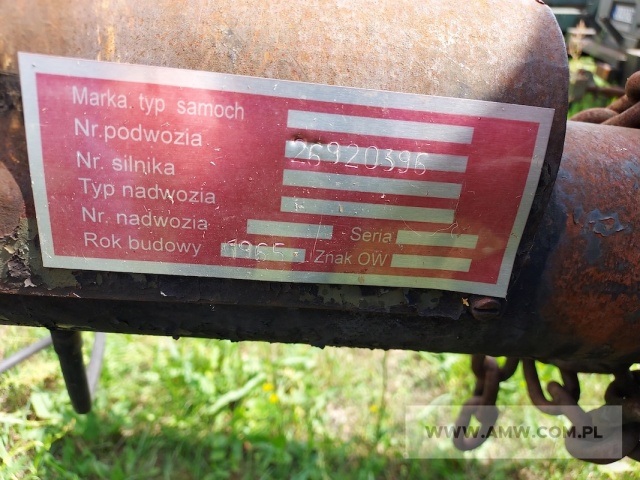 Marka. typ samoch
Nr.podwozia 26920396
Nr. silnika
Typ nadwozia
Nr. nadwozia Seria
Rok budowy 1965 Znak OW
WWW.AMW.COM.PL